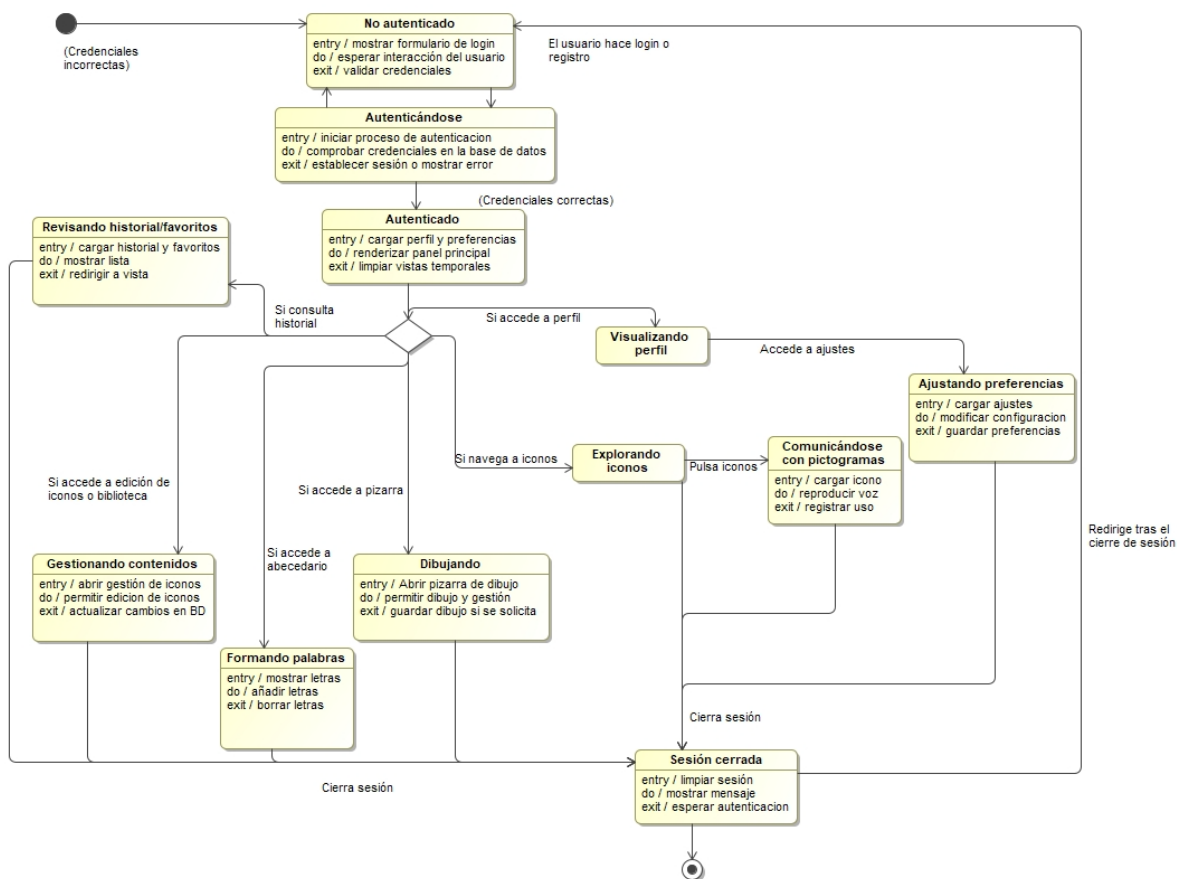 No autenticado
entry / mostrar formulario de login
do / esperar interacción del usuario
exit / validar credenciales
(Credenciales
incorrectas)
El usuario hace login o
registro
Autenticándose
entry / iniciar proceso de autenticacion
do / comprobar credenciales en la base de datos
exit / establecer sesión o mostrar error
(Credenciales correctas)
Autenticado
entry / cargar perfil y preferencias
do / renderizar panel principal
exit / limpiar vistas temporales
Revisando historial/favoritos
entry / cargar historial y favoritos
do / mostrar lista
exit / redirigir a vista
Si consulta
historial
Si accede a perfil
Visualizando
perfil
Accede a ajustes
Ajustando preferencias
entry / cargar ajustes
do / modificar configuracion
exit / guardar preferencias
Si navega a iconos
Explorando
iconos
Pulsa iconos
Comunicándose
con pictogramas
entry / cargar icono
do / reproducir voz
exit / registrar uso
Si accede a edición de
iconos o biblioteca
Si accede a pizarra
Redirige tras el
cierre de sesión
Si accede a
abecedario
Gestionando contenidos
entry / abrir gestión de iconos
do / permitir edicion de iconos
exit / actualizar cambios en BD
Dibujando
entry / Abrir pizarra de dibujo
do / permitir dibujo y gestión
exit / guardar dibujo si se solicita
Formando palabras
entry / mostrar letras
do / añadir letras
exit / borrar letras
Cierra sesión
Sesión cerrada
entry / limpiar sesión
do / mostrar mensaje
exit / esperar autenticacion
Cierra sesión